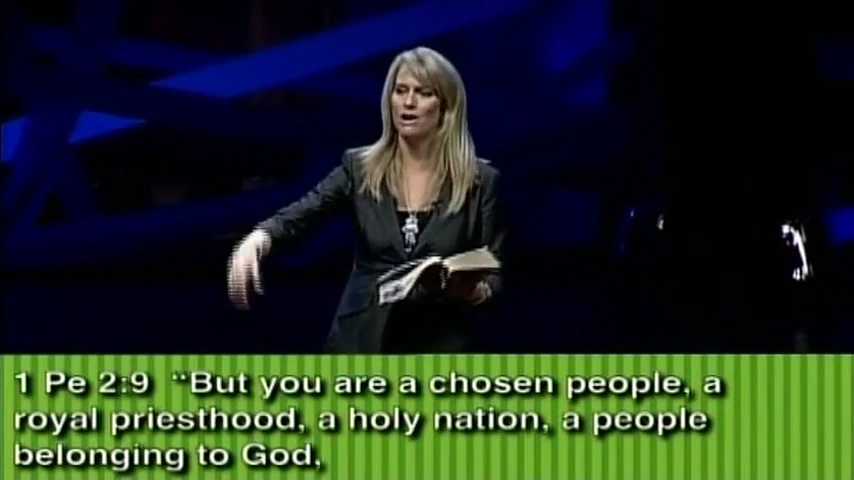 1 Pe 2:9 “But you are a chosen people, a
royal priesthood, a holy nation, a people
belonging to God,